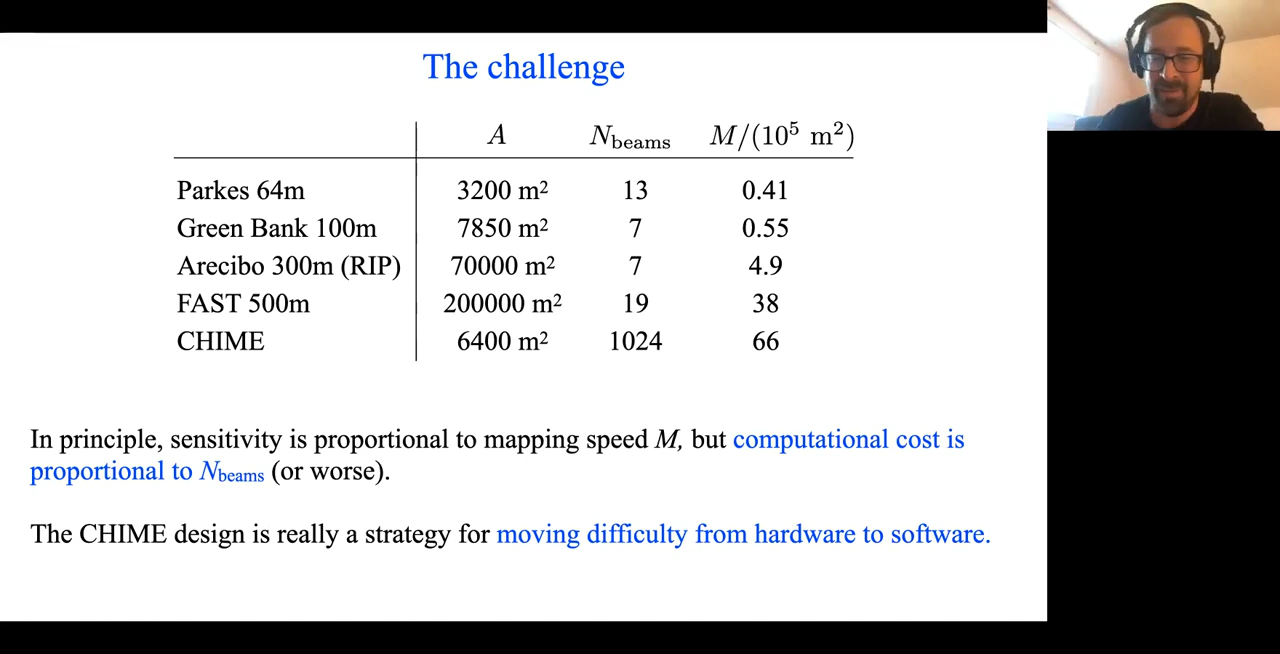 The challenge
A N_beams M/(10⁵ m²)
Parkes 64m 3200 m² 13 0.41
Green Bank 100m 7850 m² 7 0.55
Arecibo 300m (RIP) 70000 m² 7 4.9
FAST 500m 200000 m² 19 38
CHIME 6400 m² 1024 66
In principle, sensitivity is proportional to mapping speed M, but computational cost is
proportional to N_beams (or worse).
The CHIME design is really a strategy for moving difficulty from hardware to software.